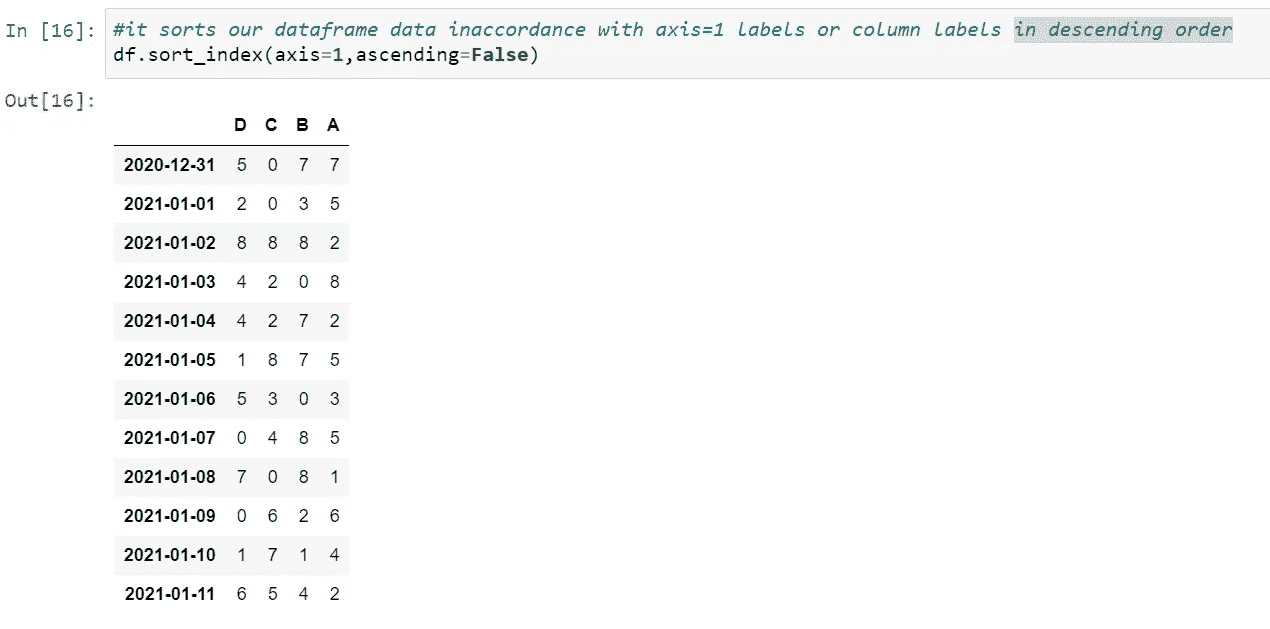 In [16]: #it sorts our dataframe data inaccordance with axis=1 labels or column labels in descending order
df.sort_index(axis=1,ascending=False)
Out[16]:
D C B A
2020-12-31 5 0 7 7
2021-01-01 2 0 3 5
2021-01-02 8 8 8 2
2021-01-03 4 2 0 8
2021-01-04 4 2 7 2
2021-01-05 1 8 7 5
2021-01-06 5 3 0 3
2021-01-07 0 4 8 5
2021-01-08 7 0 8 1
2021-01-09 0 6 2 6
2021-01-10 1 7 1 4
2021-01-11 6 5 4 2